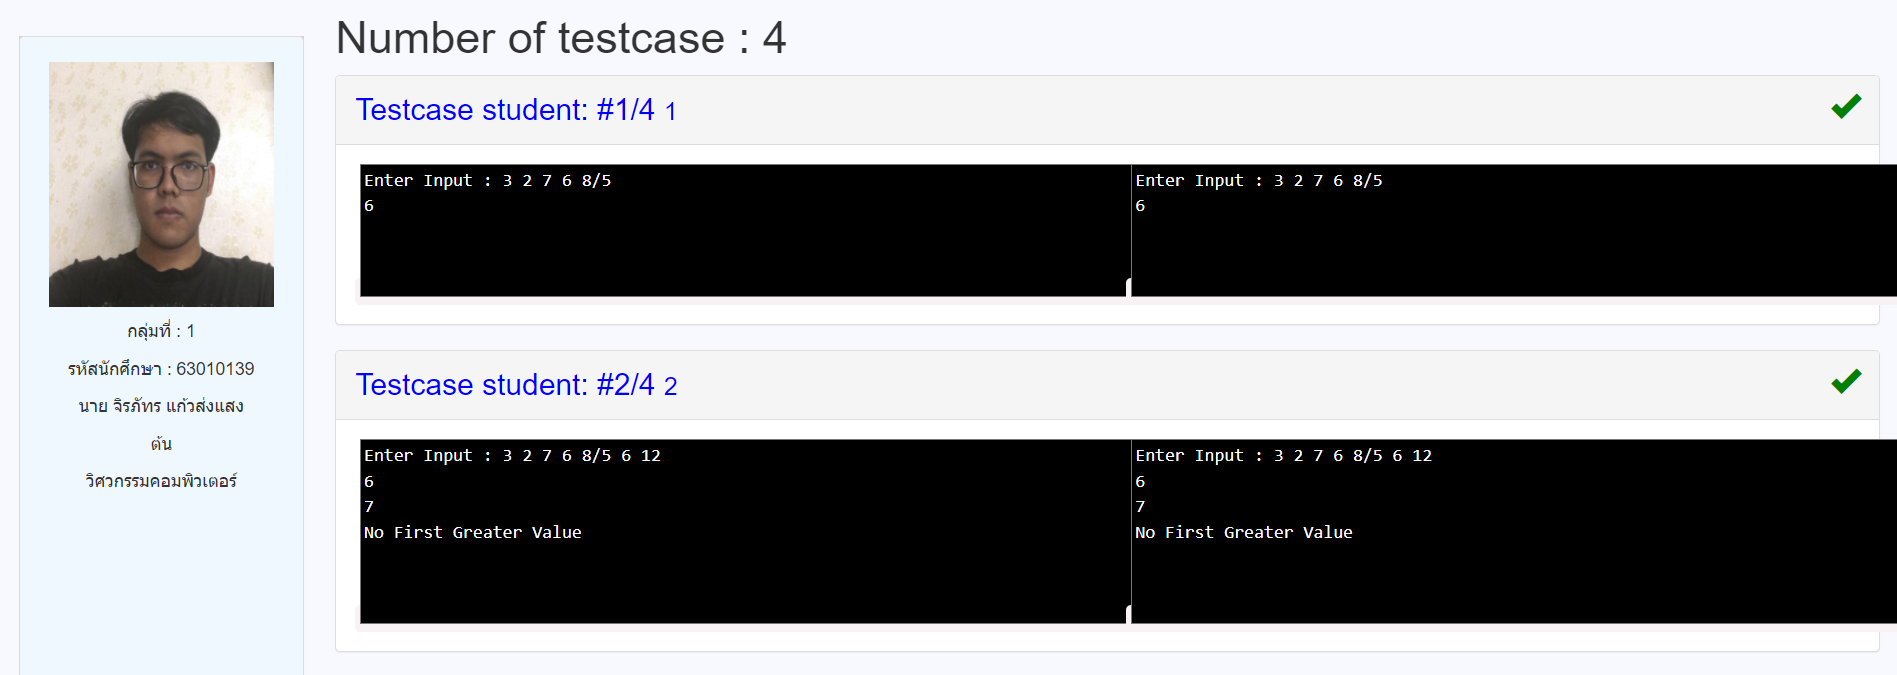 Number of testcase : 4
กลุ่มที่ : 1
รหัสนักศึกษา : 63010139
นาย จิรภัทร แก้วส่งแสง
ต้น
วิศวกรรมคอมพิวเตอร์
Testcase student: #1/4 1
Enter Input : 3 2 7 6 8/5
6
Enter Input : 3 2 7 6 8/5
6
Testcase student: #2/4 2
Enter Input : 3 2 7 6 8/5 6 12
6
7
No First Greater Value
Enter Input : 3 2 7 6 8/5 6 12
6
7
No First Greater Value